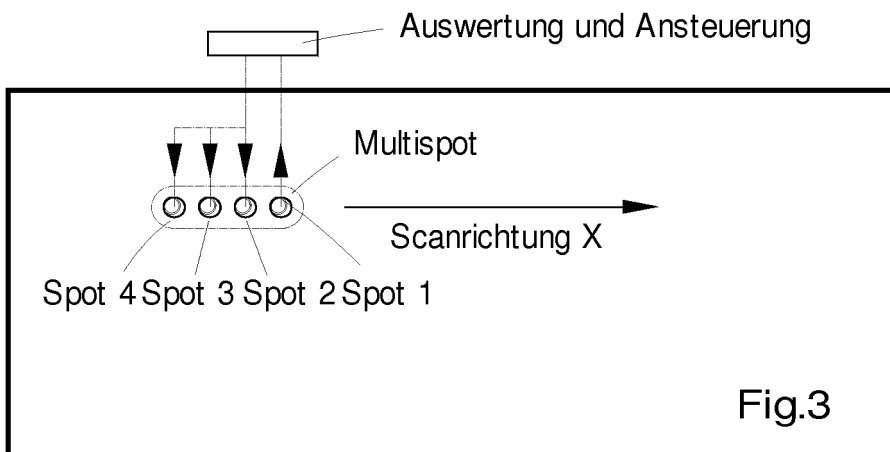 Auswertung und Ansteuerung
Multispot
Scanrichtung X
Spot 4 Spot 3 Spot 2 Spot 1
Fig.3